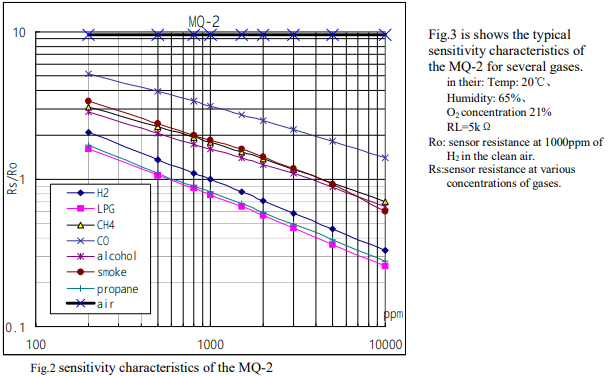 MQ-2
10
1
0.1
Rs/Ro
H2
LPG
CH4
CO
alcohol
smoke
propane
air
ppm
100
1000
10000
Fig.2 sensitivity characteristics of the MQ-2
Fig.3 is shows the typical
sensitivity characteristics of
the MQ-2 for several gases.
in their: Temp: 20℃、
Humidity: 65%、
O₂ concentration 21%
RL=5k Ω
Ro: sensor resistance at 1000ppm of
H₂ in the clean air.
Rs:sensor resistance at various
concentrations of gases.